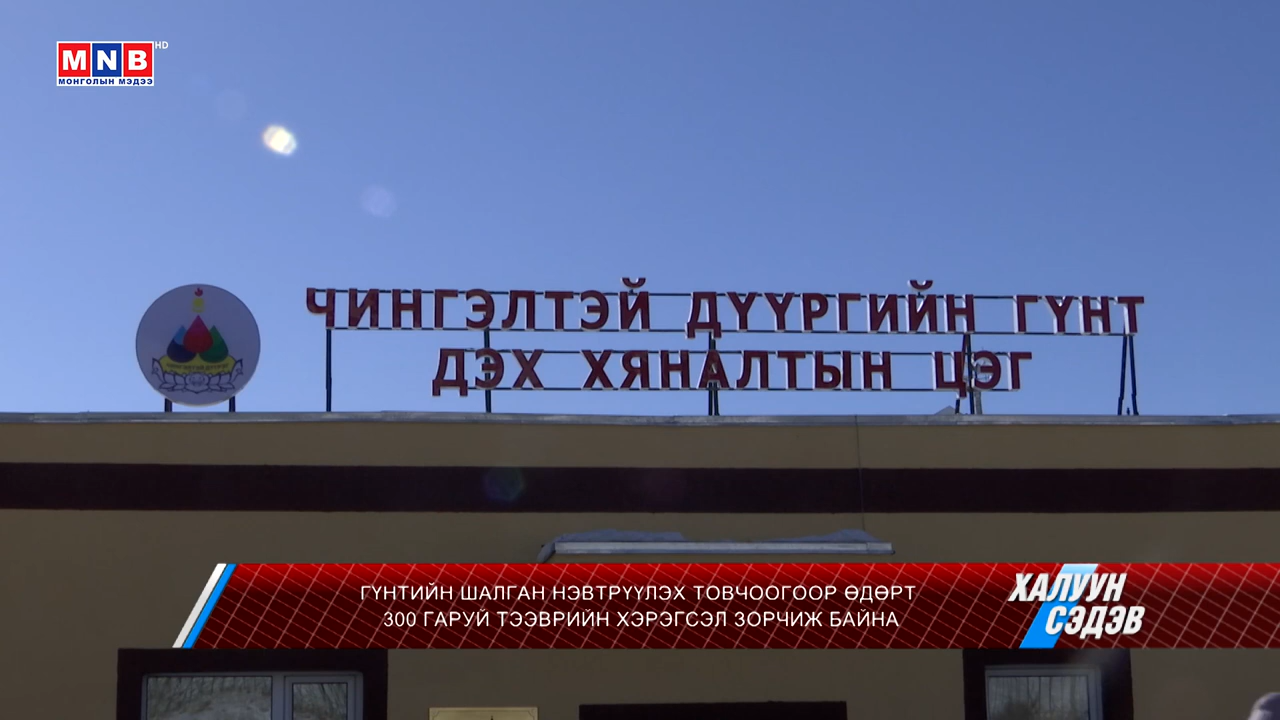 MNB HD
МОНГОЛЫН МЭДЭЭ
ЧИНГЭЛТЭЙ ДҮҮРГИЙН ГҮНТ
ДЭХ ХЯНАЛТЫН ЦЭГ
ГҮНТИЙН ШАЛГАН НЭВТРҮҮЛЭХ ТОВЧООГООР ӨДӨРТ
300 ГАРУЙ ТЭЭВРИЙН ХЭРЭГСЭЛ ЗОРЧИЖ БАЙНА
ХАЛУУН
СЭДЭВ